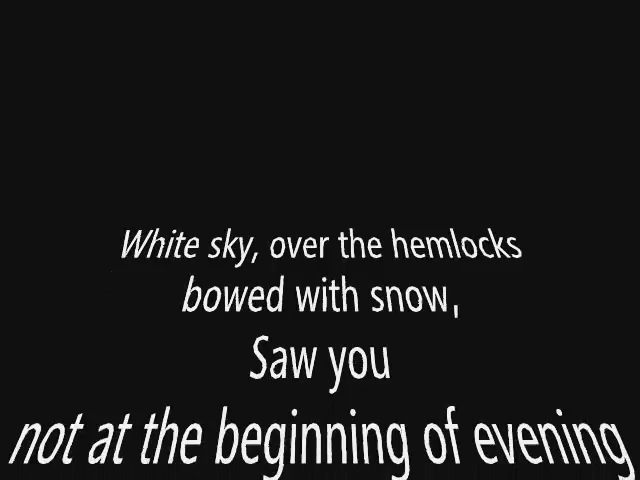 White sky, over the hemlocks
bowed with snow,
Saw you
not at the beginning of evening